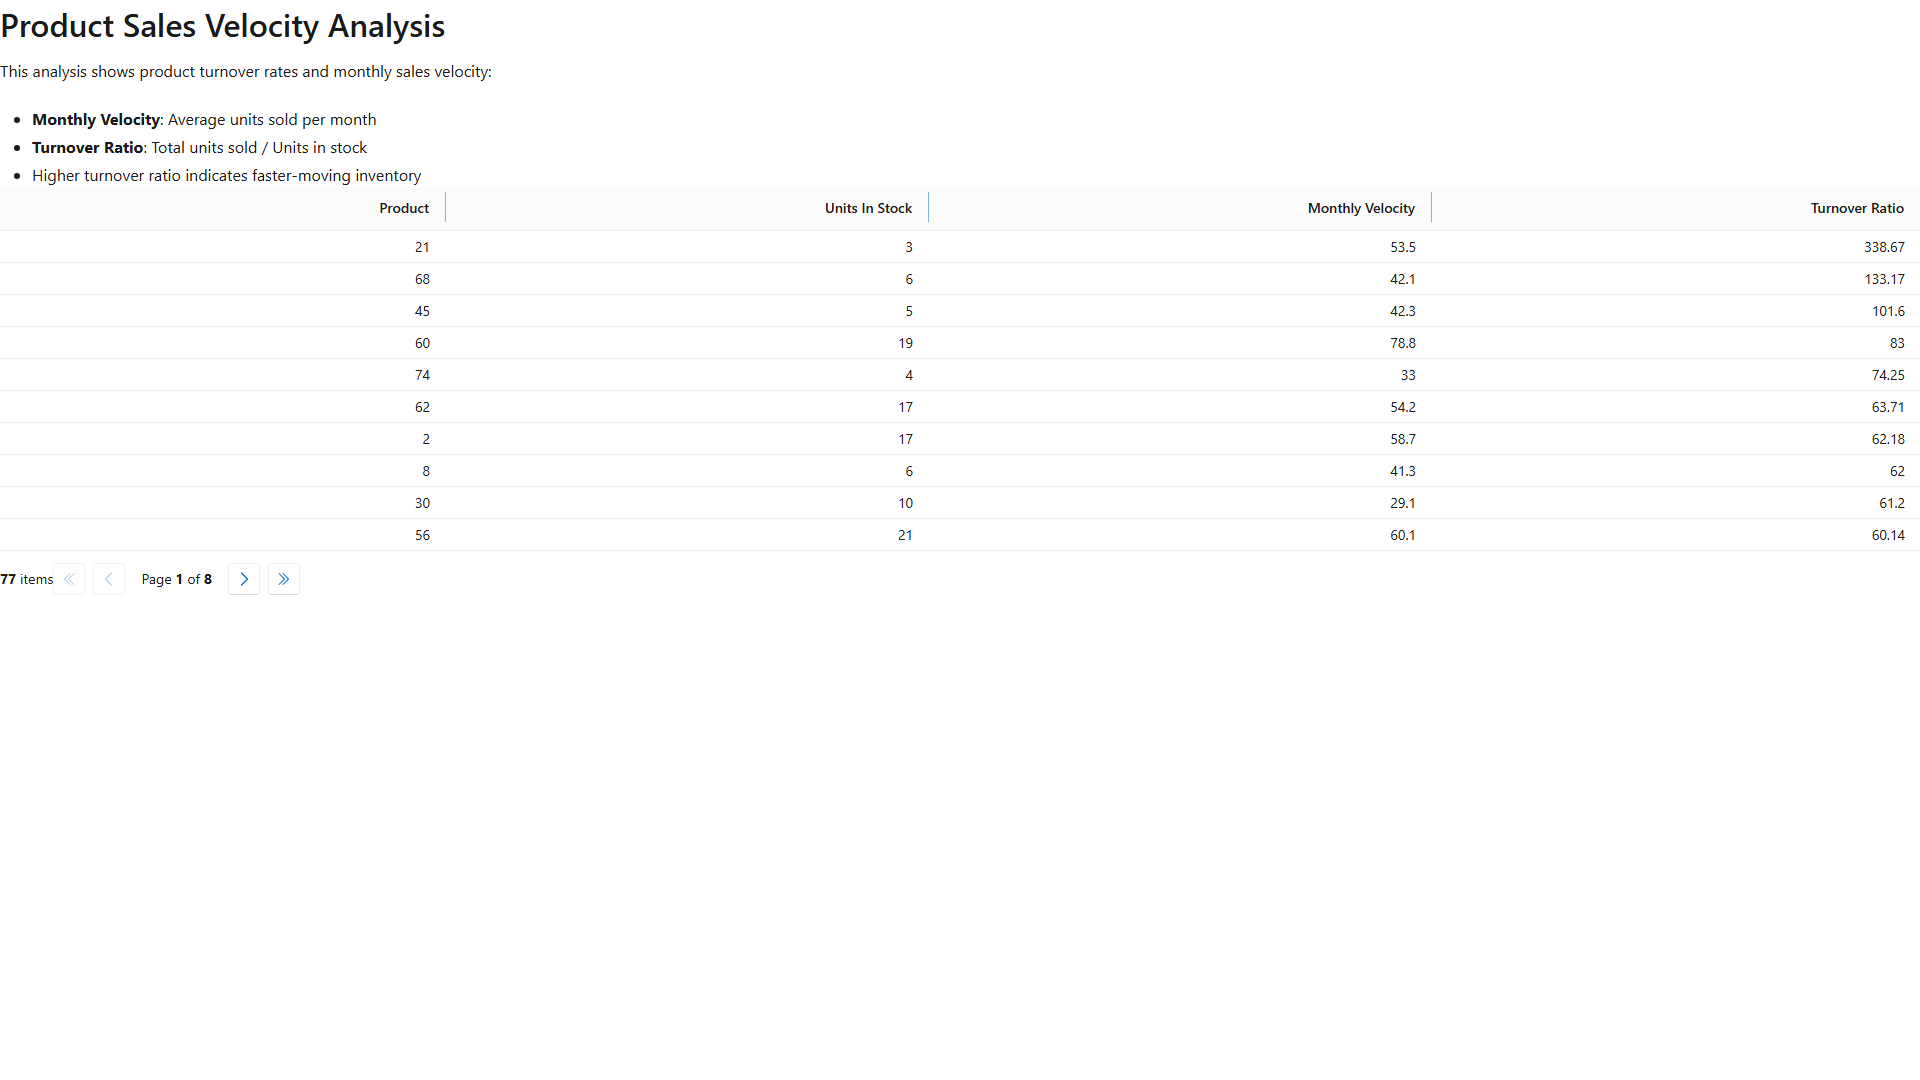 Product Sales Velocity Analysis
This analysis shows product turnover rates and monthly sales velocity:
• Monthly Velocity: Average units sold per month
• Turnover Ratio: Total units sold / Units in stock
• Higher turnover ratio indicates faster-moving inventory
Product Units In Stock Monthly Velocity Turnover Ratio
21 3 53.5 338.67
68 6 42.1 133.17
45 5 42.3 101.6
60 19 78.8 83
74 4 33 74.25
62 17 54.2 63.71
2 17 58.7 62.18
8 6 41.3 62
30 10 29.1 61.2
56 21 60.1 60.14
77 items Page 1 of 8